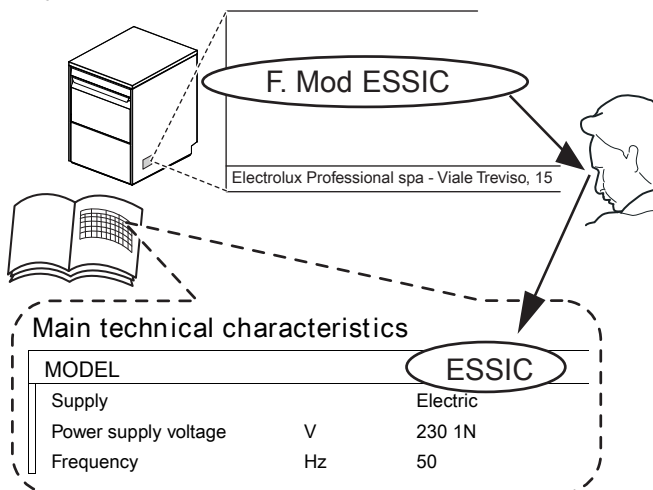 F. Mod ESSIC
Electrolux Professional spa - Viale Treviso, 15
Main technical characteristics
MODEL ESSIC
Supply Electric
Power supply voltage V 230 1N
Frequency Hz 50